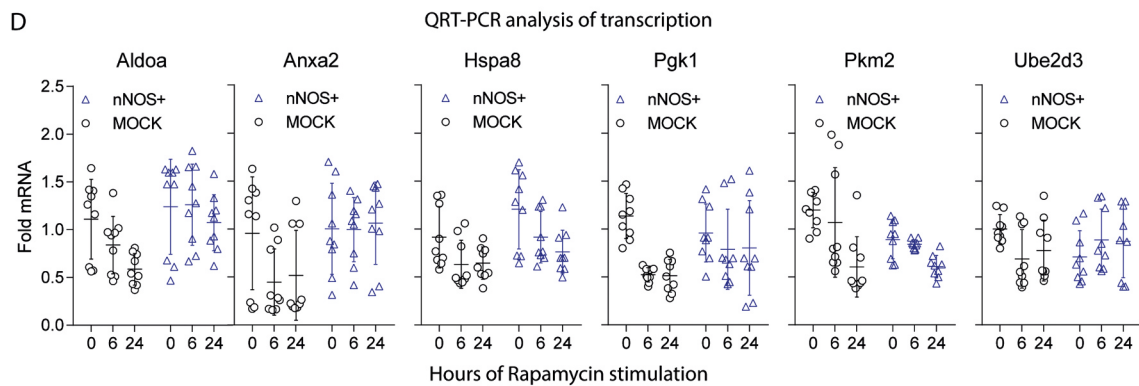 D
QRT-PCR analysis of transcription
Aldoa Anxa2 Hspa8 Pgk1 Pkm2 Ube2d3
2.5
nNOS+ nNOS+ nNOS+ nNOS+ nNOS+ nNOS+
MOCK MOCK MOCK MOCK MOCK MOCK
2.0
1.5
Fold mRNA
1.0
0.5
0.0
0 6 24 0 6 24 0 6 24 0 6 24 0 6 24 0 6 24 0 6 24 0 6 24 0 6 24 0 6 24 0 6 24 0 6 24
Hours of Rapamycin stimulation